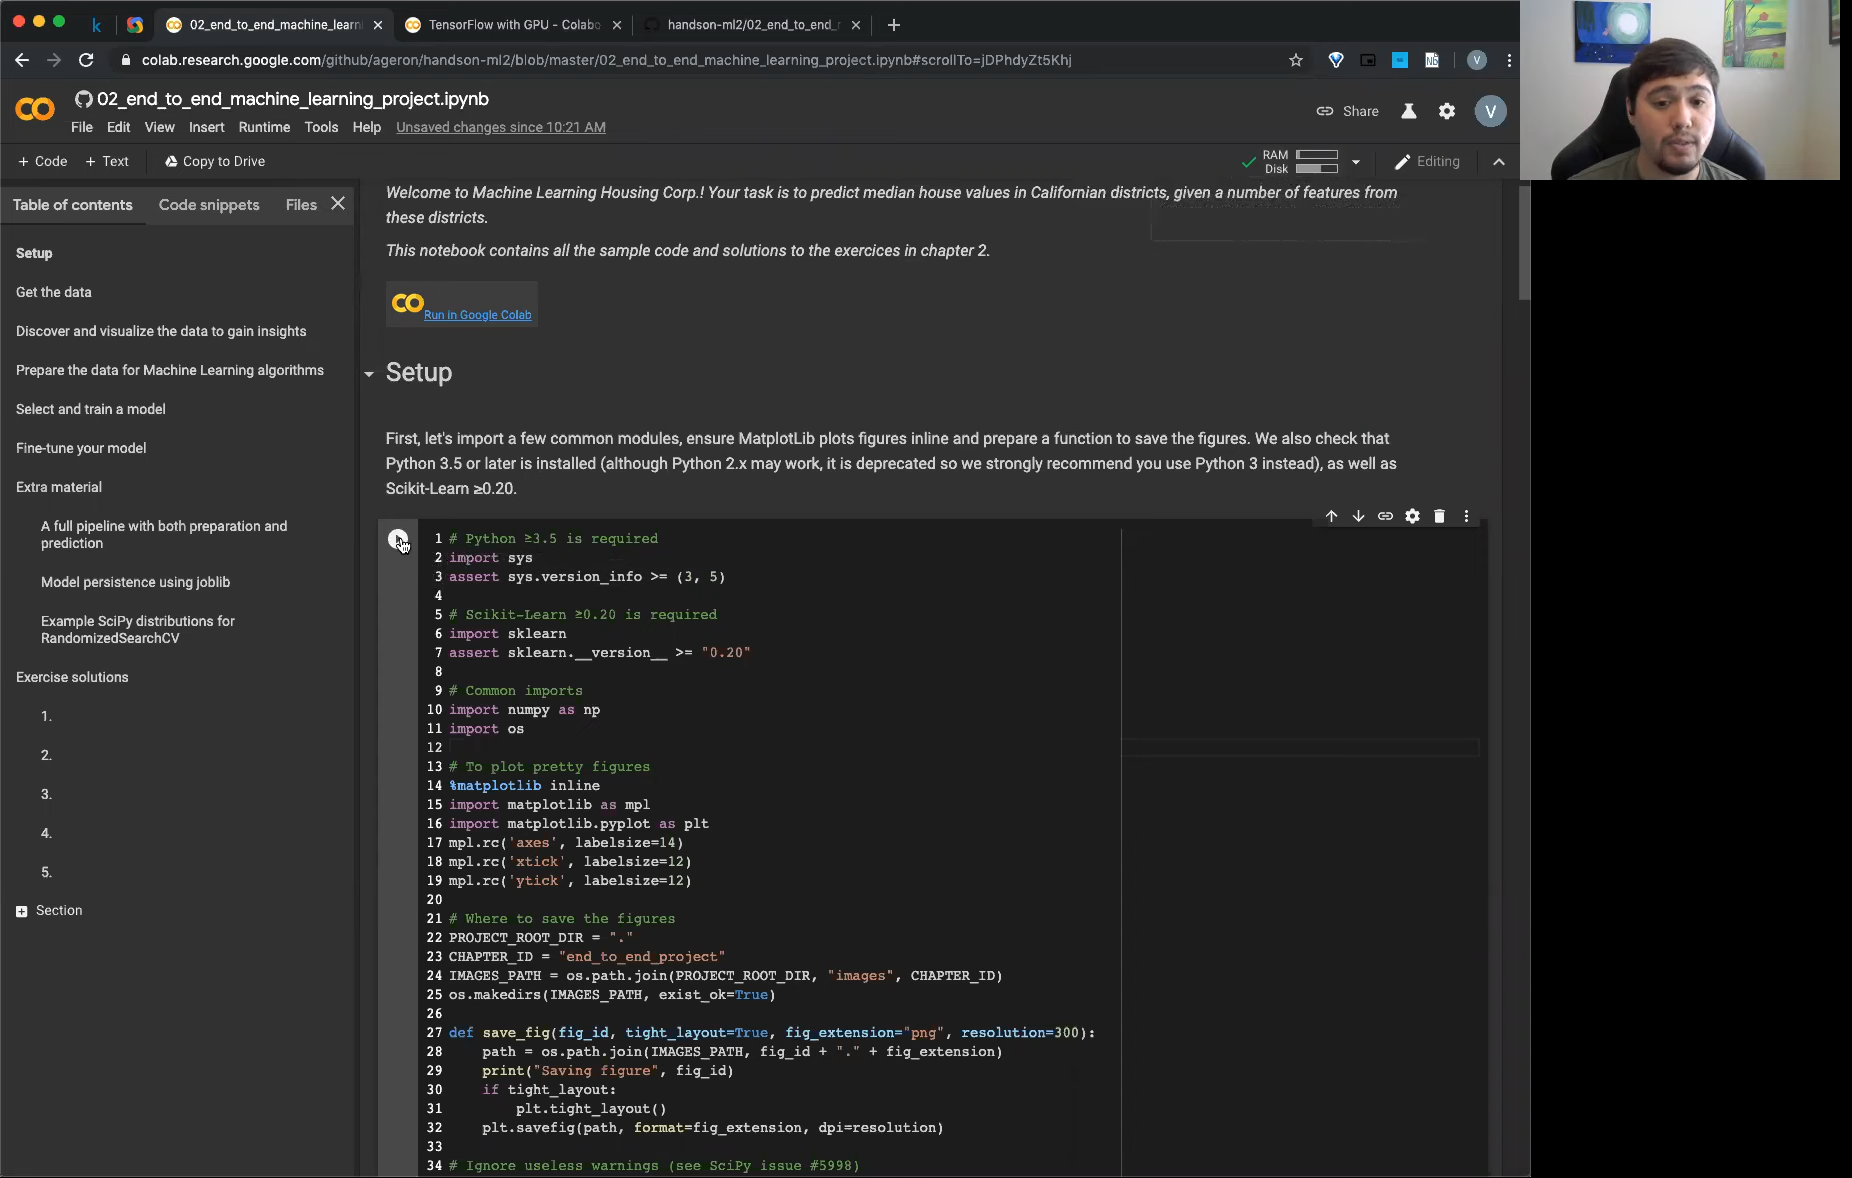 02_end_to_end_machine_learni
TensorFlow with GPU - Colabo
handson-ml2/02_end_to_end_r
colab.research.google.com/github/ageron/handson-ml2/blob/master/02_end_to_end_machine_learning_project.ipynb#scrollTo=jDPhdyZt5Khj
V
02_end_to_end_machine_learning_project.ipynb
Share
V
File Edit View Insert Runtime Tools Help Unsaved changes since 10:21 AM
+ Code + Text Copy to Drive
RAM
Disk
Editing
Table of contents Code snippets Files
Setup
Get the data
Discover and visualize the data to gain insights
Prepare the data for Machine Learning algorithms
Select and train a model
Fine-tune your model
Extra material
A full pipeline with both preparation and
prediction
Model persistence using joblib
Example SciPy distributions for
RandomizedSearchCV
Exercise solutions
1.
2.
3.
4.
5.
Section
Welcome to Machine Learning Housing Corp.! Your task is to predict median house values in Californian districts, given a number of features from
these districts.
This notebook contains all the sample code and solutions to the exercices in chapter 2.
Run in Google Colab
Setup
First, let's import a few common modules, ensure MatplotLib plots figures inline and prepare a function to save the figures. We also check that
Python 3.5 or later is installed (although Python 2.x may work, it is deprecated so we strongly recommend you use Python 3 instead), as well as
Scikit-Learn ≥0.20.
1 # Python ≥3.5 is required
2 import sys
3 assert sys.version_info >= (3, 5)
4
5 # Scikit-Learn ≥0.20 is required
6 import sklearn
7 assert sklearn.__version__ >= "0.20"
8
9 # Common imports
10 import numpy as np
11 import os
12
13 # To plot pretty figures
14 %matplotlib inline
15 import matplotlib as mpl
16 import matplotlib.pyplot as plt
17 mpl.rc('axes', labelsize=14)
18 mpl.rc('xtick', labelsize=12)
19 mpl.rc('ytick', labelsize=12)
20
21 # Where to save the figures
22 PROJECT_ROOT_DIR = "."
23 CHAPTER_ID = "end_to_end_project"
24 IMAGES_PATH = os.path.join(PROJECT_ROOT_DIR, "images", CHAPTER_ID)
25 os.makedirs(IMAGES_PATH, exist_ok=True)
26
27 def save_fig(fig_id, tight_layout=True, fig_extension="png", resolution=300):
28 path = os.path.join(IMAGES_PATH, fig_id + "." + fig_extension)
29 print("Saving figure", fig_id)
30 if tight_layout:
31 plt.tight_layout()
32 plt.savefig(path, format=fig_extension, dpi=resolution)
33
34 # Ignore useless warnings (see SciPy issue #5998)